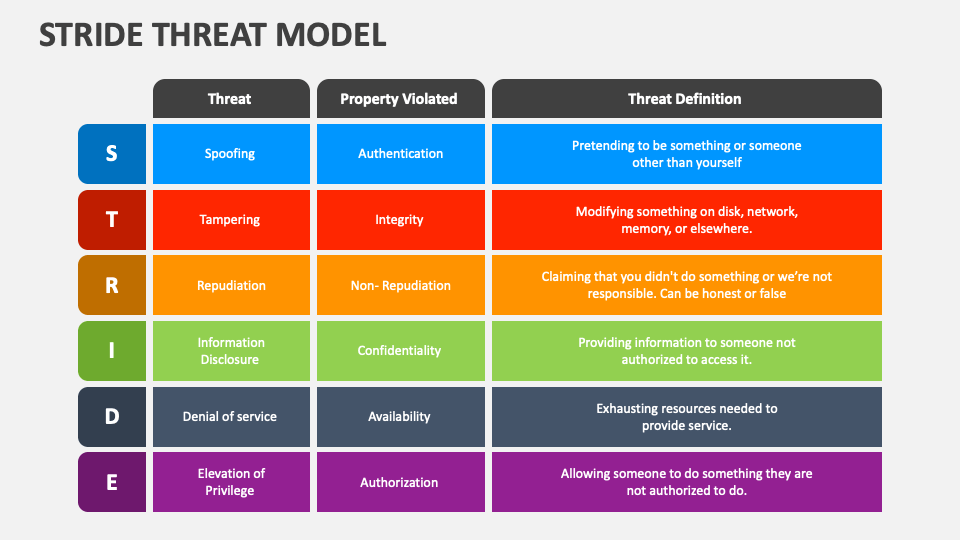 STRIDE THREAT MODEL
Threat
Property Violated
Threat Definition
S
Spoofing
Authentication
Pretending to be something or someone
other than yourself
T
Tampering
Integrity
Modifying something on disk, network,
memory, or elsewhere.
R
Repudiation
Non- Repudiation
Claiming that you didn't do something or we’re not
responsible. Can be honest or false
I
Information
Disclosure
Confidentiality
Providing information to someone not
authorized to access it.
D
Denial of service
Availability
Exhausting resources needed to
provide service.
E
Elevation of
Privilege
Authorization
Allowing someone to do something they are
not authorized to do.